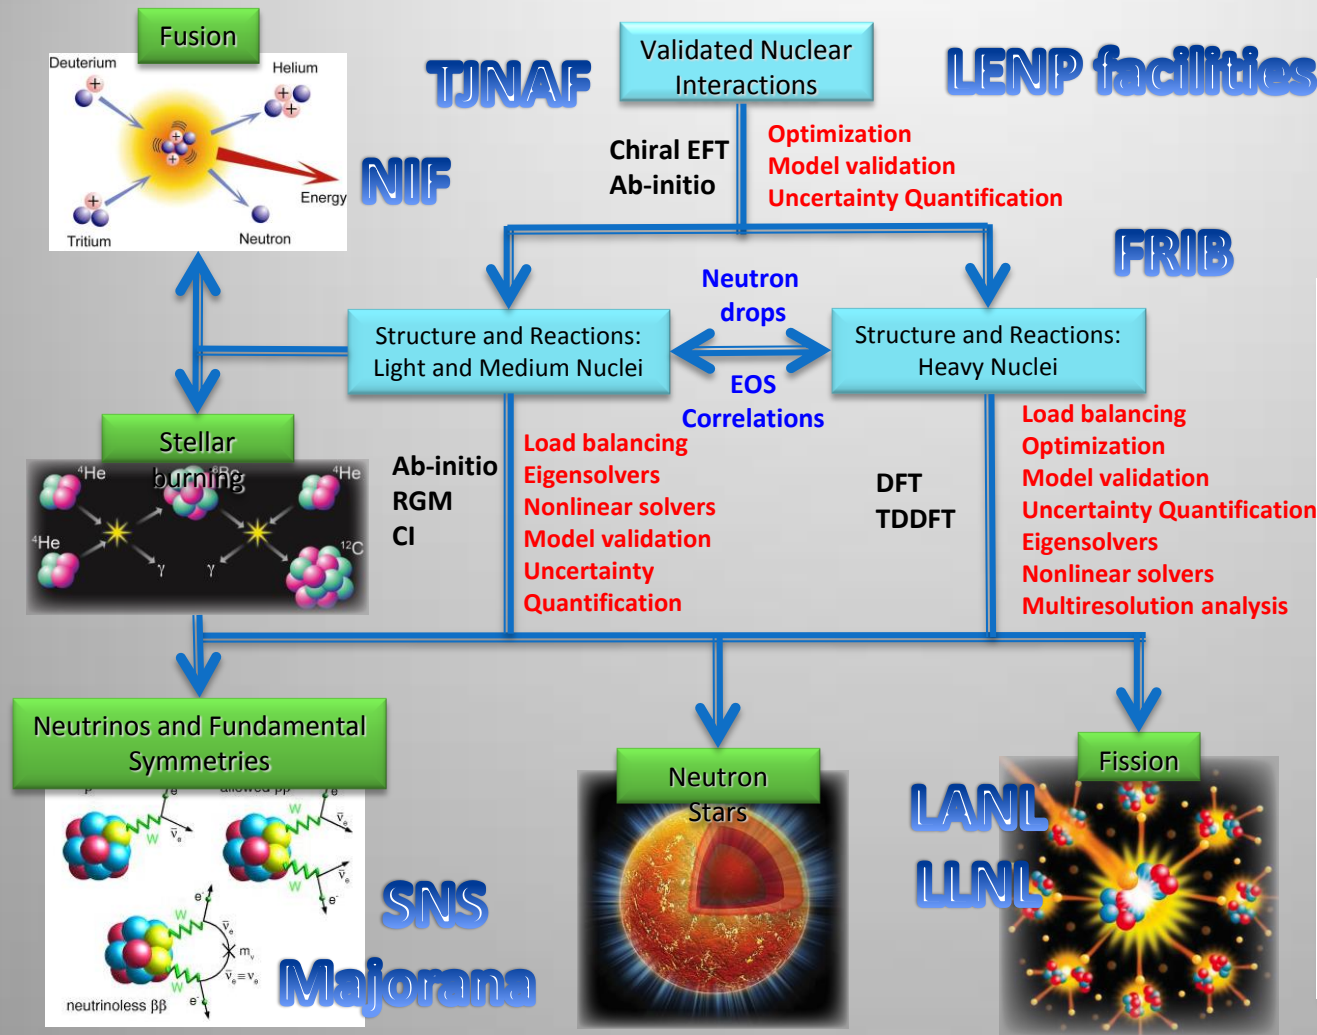 Fusion
Deuterium
+
Helium
+
+
+
+
Energy
+
Tritium
Neutron
NIF
TJNAF
Validated Nuclear
Interactions
LENP facilities
Chiral EFT
Ab-initio
Optimization
Model validation
Uncertainty Quantification
FRIB
Neutron
drops
Structure and Reactions:
Light and Medium Nuclei
Structure and Reactions:
Heavy Nuclei
EOS
Correlations
Stellar
burning
⁴He
⁴He
⁴He
¹²C
γ
γ
Ab-initio
RGM
CI
Load balancing
Eigensolvers
Nonlinear solvers
Model validation
Uncertainty
Quantification
DFT
TDDFT
Load balancing
Optimization
Model validation
Uncertainty Quantification
Eigensolvers
Nonlinear solvers
Multiresolution analysis
Neutrinos and Fundamental
Symmetries
W
ν̅ₑ
W
W
ν̅ₑ
ν̅ₑ
e⁻
e⁻
W
ν̅ₑ
mᵥ
W
ν̅ₑ ≡ νₑ
e⁻
neutrinoless ββ
SNS
Majorana
Neutron
Stars
Fission
LANL
LLNL